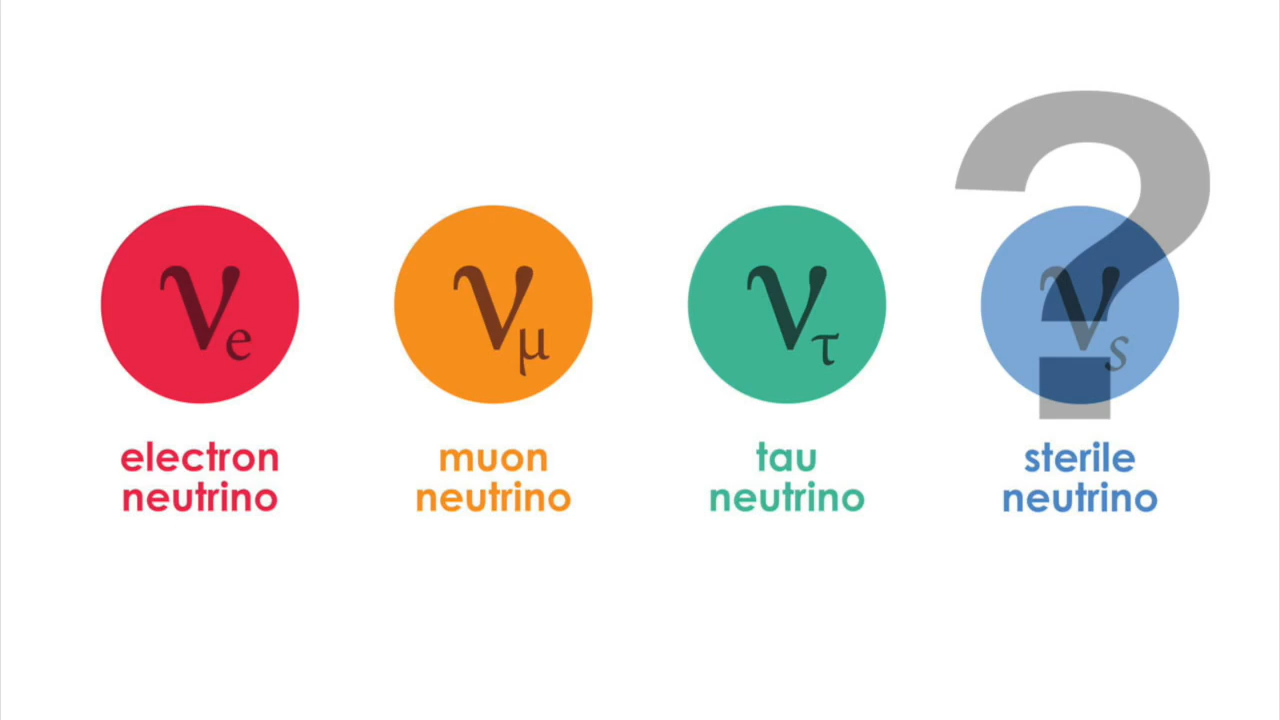 νe
νμ
ντ
νs
?
electron
neutrino
muon
neutrino
tau
neutrino
sterile
neutrino